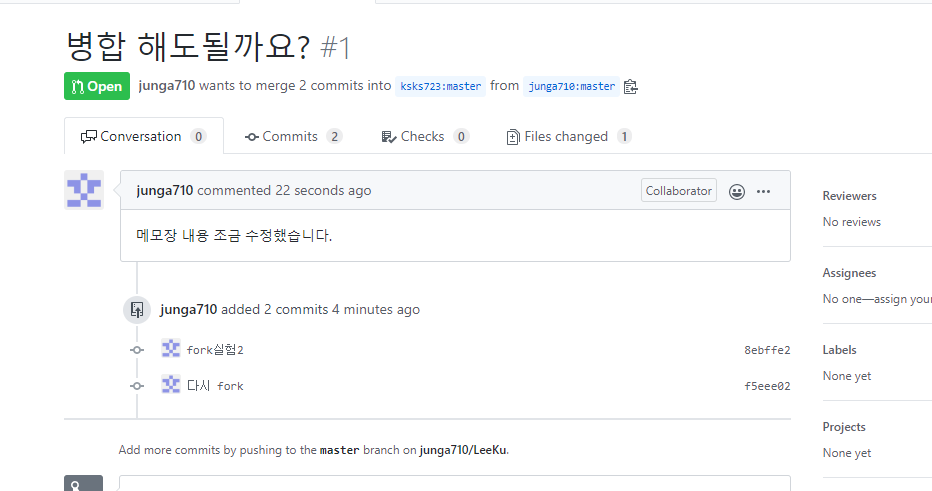 병합 해도될까요? #1
Open junga710 wants to merge 2 commits into ksks723:master from junga710:master
Conversation 0 Commits 2 Checks 0 Files changed 1
junga710 commented 22 seconds ago Collaborator
메모장 내용 조금 수정했습니다.
junga710 added 2 commits 4 minutes ago
fork실험2 8ebffe2
다시 fork f5eee02
Add more commits by pushing to the master branch on junga710/LeeKu.
Reviewers
No reviews
Assignees
No one—assign your
Labels
None yet
Projects
None yet